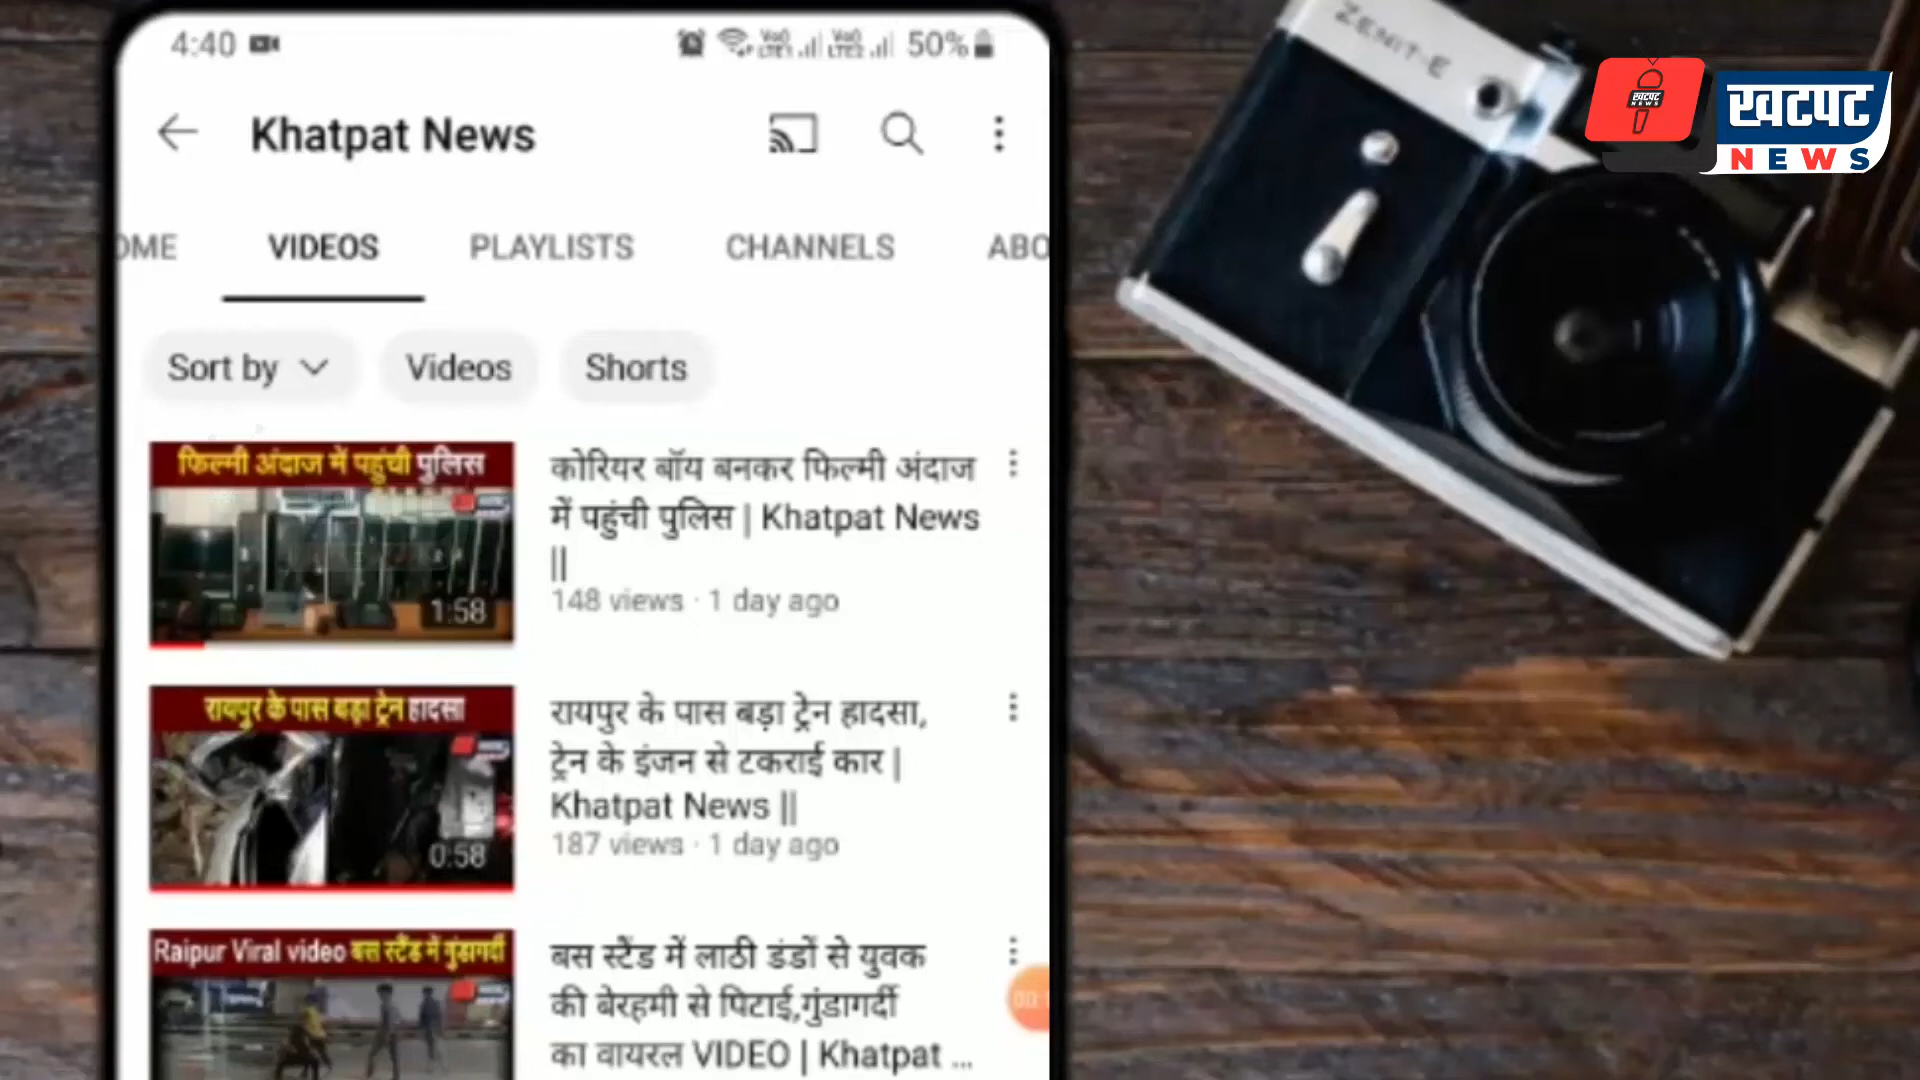 4:40
50%
Khatpat News
OME VIDEOS PLAYLISTS CHANNELS ABO
Sort by Videos Shorts
फिल्मी अंदाज में पहुंची पुलिस
1:58
कोरियर बॉय बनकर फिल्मी अंदाज
में पहुंची पुलिस | Khatpat News
||
148 views · 1 day ago
रायपुर के पास बड़ा ट्रेन हादसा
0:58
रायपुर के पास बड़ा ट्रेन हादसा,
ट्रेन के इंजन से टकराई कार |
Khatpat News ||
187 views · 1 day ago
Raipur Viral video बस स्टैंड में गुंडागर्दी
बस स्टैंड में लाठी डंडों से युवक
की बेरहमी से पिटाई,गुंडागर्दी
का वायरल VIDEO | Khatpat ...
ZENIT-E
खटपट
NEWS
खटपट
NEWS